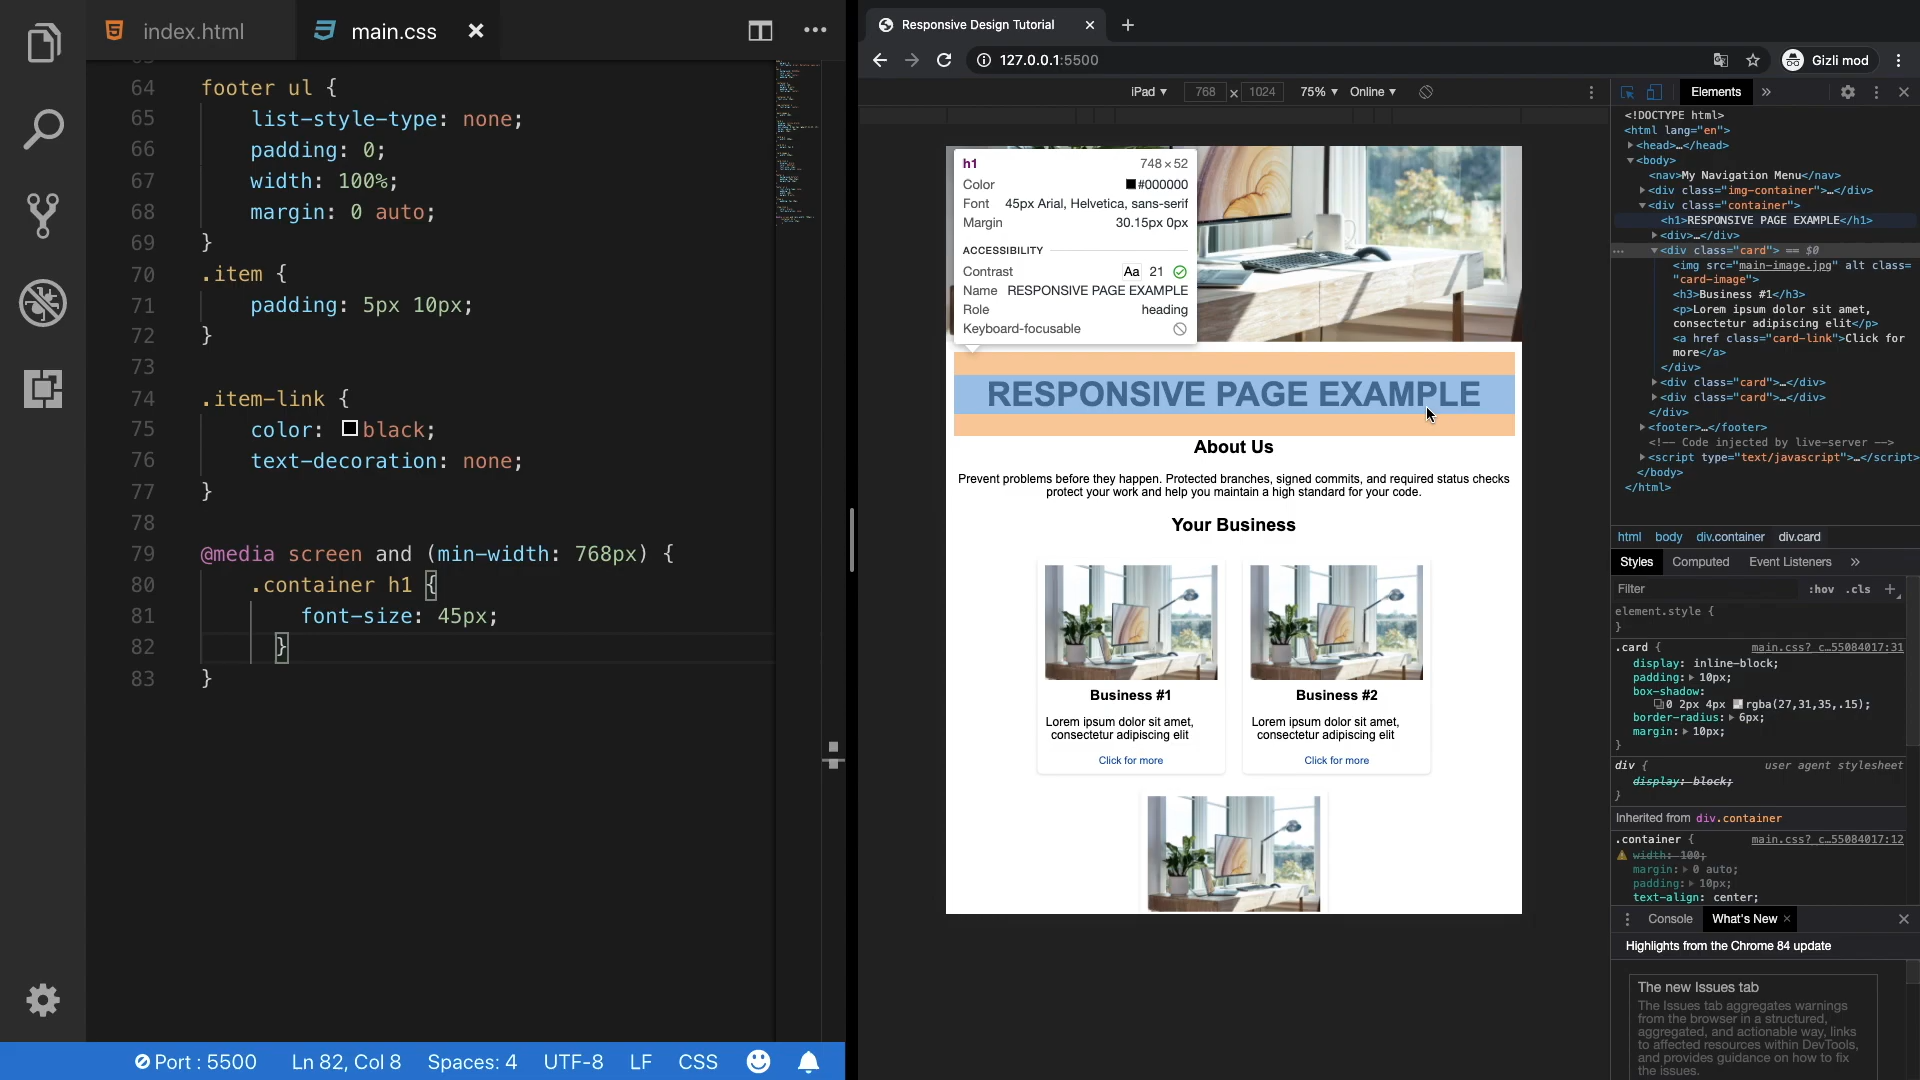 index.html
main.css
64 footer ul {
65 list-style-type: none;
66 padding: 0;
67 width: 100%;
68 margin: 0 auto;
69 }
70 .item {
71 padding: 5px 10px;
72 }
73
74 .item-link {
75 color: black;
76 text-decoration: none;
77 }
78
79 @media screen and (min-width: 768px) {
80 .container h1 {
81 font-size: 45px;
82 }
83 }
Port : 5500
Ln 82, Col 8
Spaces: 4
UTF-8
LF
CSS
Responsive Design Tutorial
127.0.0.1:5500
Gizli mod
iPad
768 x 1024
75%
Online
h1 748 × 52
Color #000000
Font 45px Arial, Helvetica, sans-serif
Margin 30.15px 0px
ACCESSIBILITY
Contrast Aa 21
Name RESPONSIVE PAGE EXAMPLE
Role heading
Keyboard-focusable
RESPONSIVE PAGE EXAMPLE
About Us
Prevent problems before they happen. Protected branches, signed commits, and required status checks
protect your work and help you maintain a high standard for your code.
Your Business
Business #1
Lorem ipsum dolor sit amet,
consectetur adipiscing elit
Click for more
Business #2
Lorem ipsum dolor sit amet,
consectetur adipiscing elit
Click for more
Elements
<!DOCTYPE html>
<html lang="en">
<head>…</head>
<body>
<nav>My Navigation Menu</nav>
<div class="img-container">…</div>
<div class="container">
<h1>RESPONSIVE PAGE EXAMPLE</h1>
<div>…</div>
<div class="card"> == $0
<img src="main-image.jpg" alt class=
"card-image">
<h3>Business #1</h3>
<p>Lorem ipsum dolor sit amet,
consectetur adipiscing elit</p>
<a href class="card-link">Click for
more</a>
</div>
<div class="card">…</div>
<div class="card">…</div>
</div>
<footer>…</footer>
<!-- Code injected by live-server -->
<script type="text/javascript">…</script>
</body>
</html>
html body div.container div.card
Styles
Computed
Event Listeners
Filter
:hov .cls +
element.style {
}
.card { main.css?_c…55084017:31
display: inline-block;
padding: 10px;
box-shadow:
0 2px 4px rgba(27,31,35,.15);
border-radius: 6px;
margin: 10px;
}
div { user agent stylesheet
display: block;
}
Inherited from div.container
.container { main.css?_c…55084017:12
width: 100;
margin: 0 auto;
padding: 10px;
text-align: center;
Console
What's New
Highlights from the Chrome 84 update
The new Issues tab
The Issues tab aggregates warnings
from the browser in a structured,
aggregated, and actionable way, links
to affected resources within DevTools,
and provides guidance on how to fix
the issues.